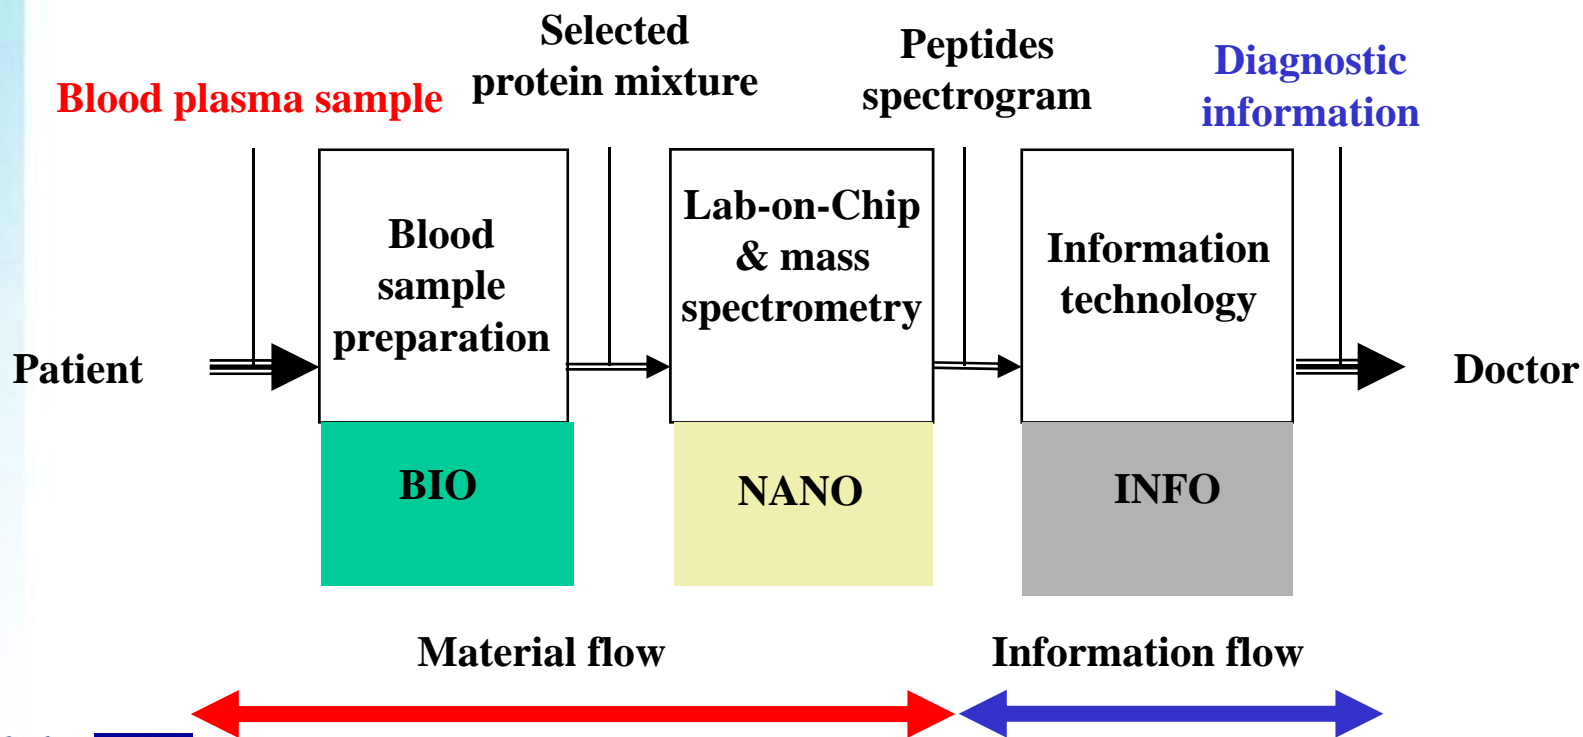 Selected
protein mixture
Peptides
spectrogram
Diagnostic
information
Blood plasma sample
Blood
sample
preparation
Lab-on-Chip
& mass
spectrometry
Information
technology
Patient
Doctor
BIO
NANO
INFO
Material flow
Information flow